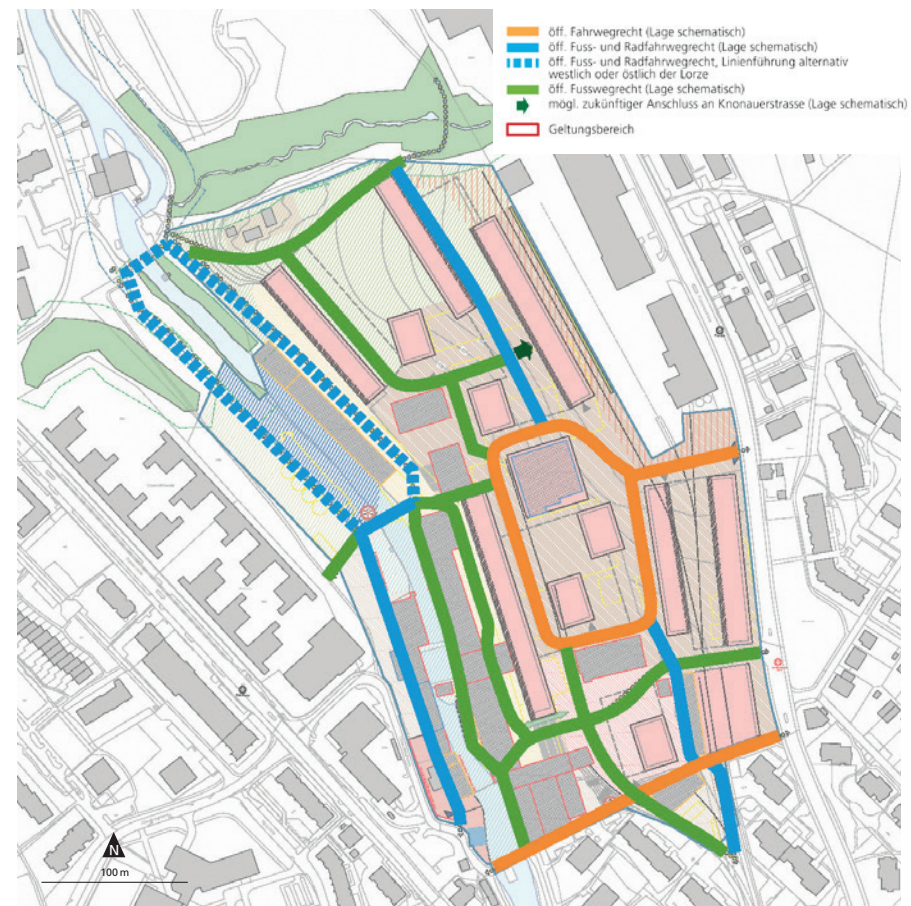 öff. Fahrwegrecht (Lage schematisch)
öff. Fuss- und Radfahrwegrecht (Lage schematisch)
öff. Fuss- und Radfahrwegrecht, Linienführung alternativ
westlich oder östlich der Lorze
öff. Fusswegrecht (Lage schematisch)
mögl. zukünftiger Anschluss an Knonauerstrasse (Lage schematisch)
Geltungsbereich
N
100 m